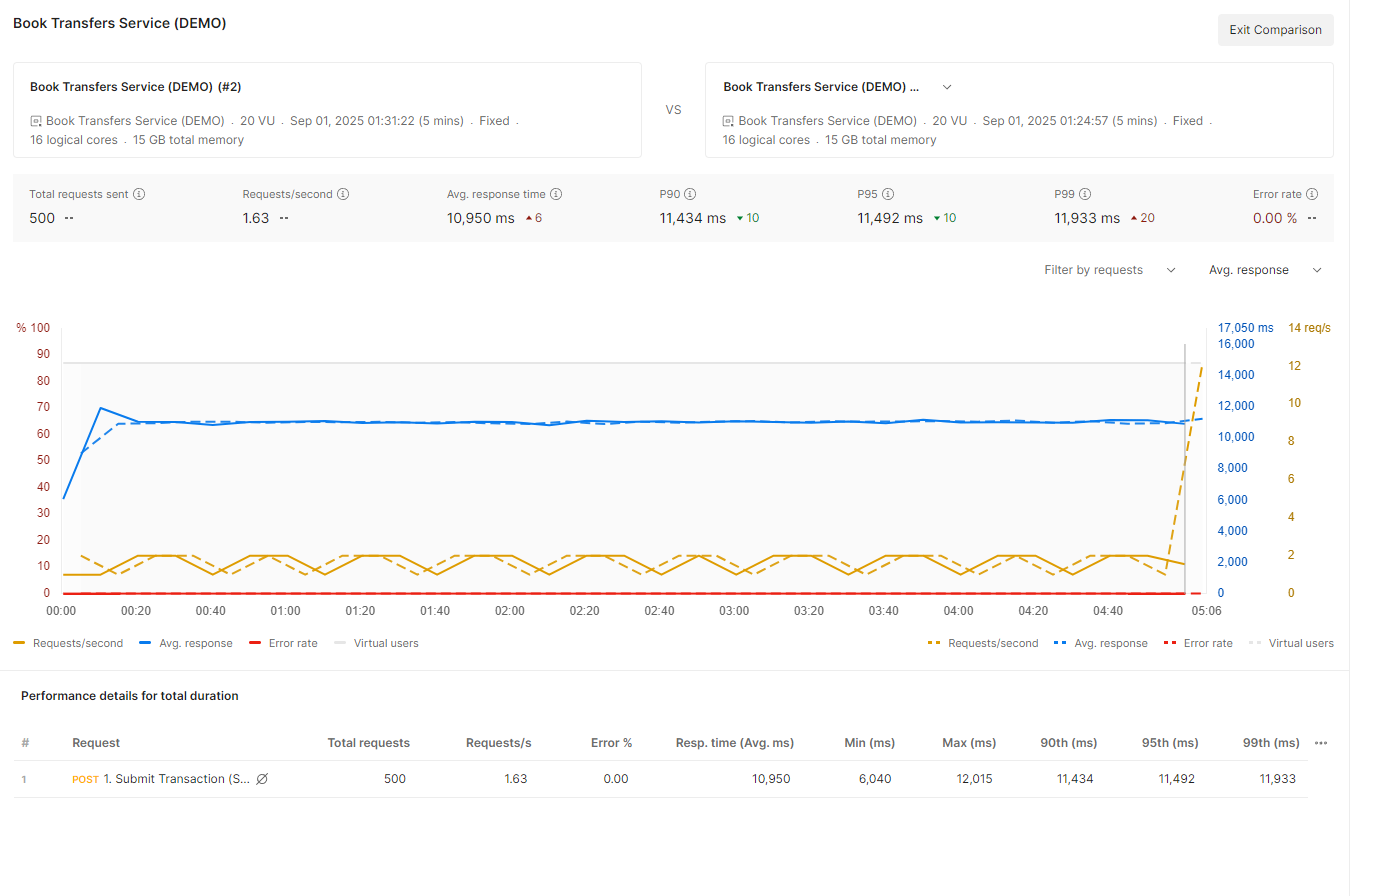 Book Transfers Service (DEMO)
Exit Comparison
Book Transfers Service (DEMO) (#2)
Book Transfers Service (DEMO) . 20 VU . Sep 01, 2025 01:31:22 (5 mins) . Fixed .
16 logical cores . 15 GB total memory
VS
Book Transfers Service (DEMO) ...
Book Transfers Service (DEMO) . 20 VU . Sep 01, 2025 01:24:57 (5 mins) . Fixed .
16 logical cores . 15 GB total memory
Total requests sent Requests/second Avg. response time P90 P95 P99 Error rate
500 -- 1.63 -- 10,950 ms 6 11,434 ms 10 11,492 ms 10 11,933 ms 20 0.00 % --
Filter by requests Avg. response
% 100
90
80
70
60
50
40
30
20
10
0
17,050 ms
16,000
14,000
12,000
10,000
8,000
6,000
4,000
2,000
0
14 req/s
12
10
8
6
4
2
0
00:00 00:20 00:40 01:00 01:20 01:40 02:00 02:20 02:40 03:00 03:20 03:40 04:00 04:20 04:40 05:06
Requests/second Avg. response Error rate Virtual users
Requests/second Avg. response Error rate Virtual users
Performance details for total duration
# Request Total requests Requests/s Error % Resp. time (Avg. ms) Min (ms) Max (ms) 90th (ms) 95th (ms) 99th (ms) •••
1 POST 1. Submit Transaction (S... 500 1.63 0.00 10,950 6,040 12,015 11,434 11,492 11,933